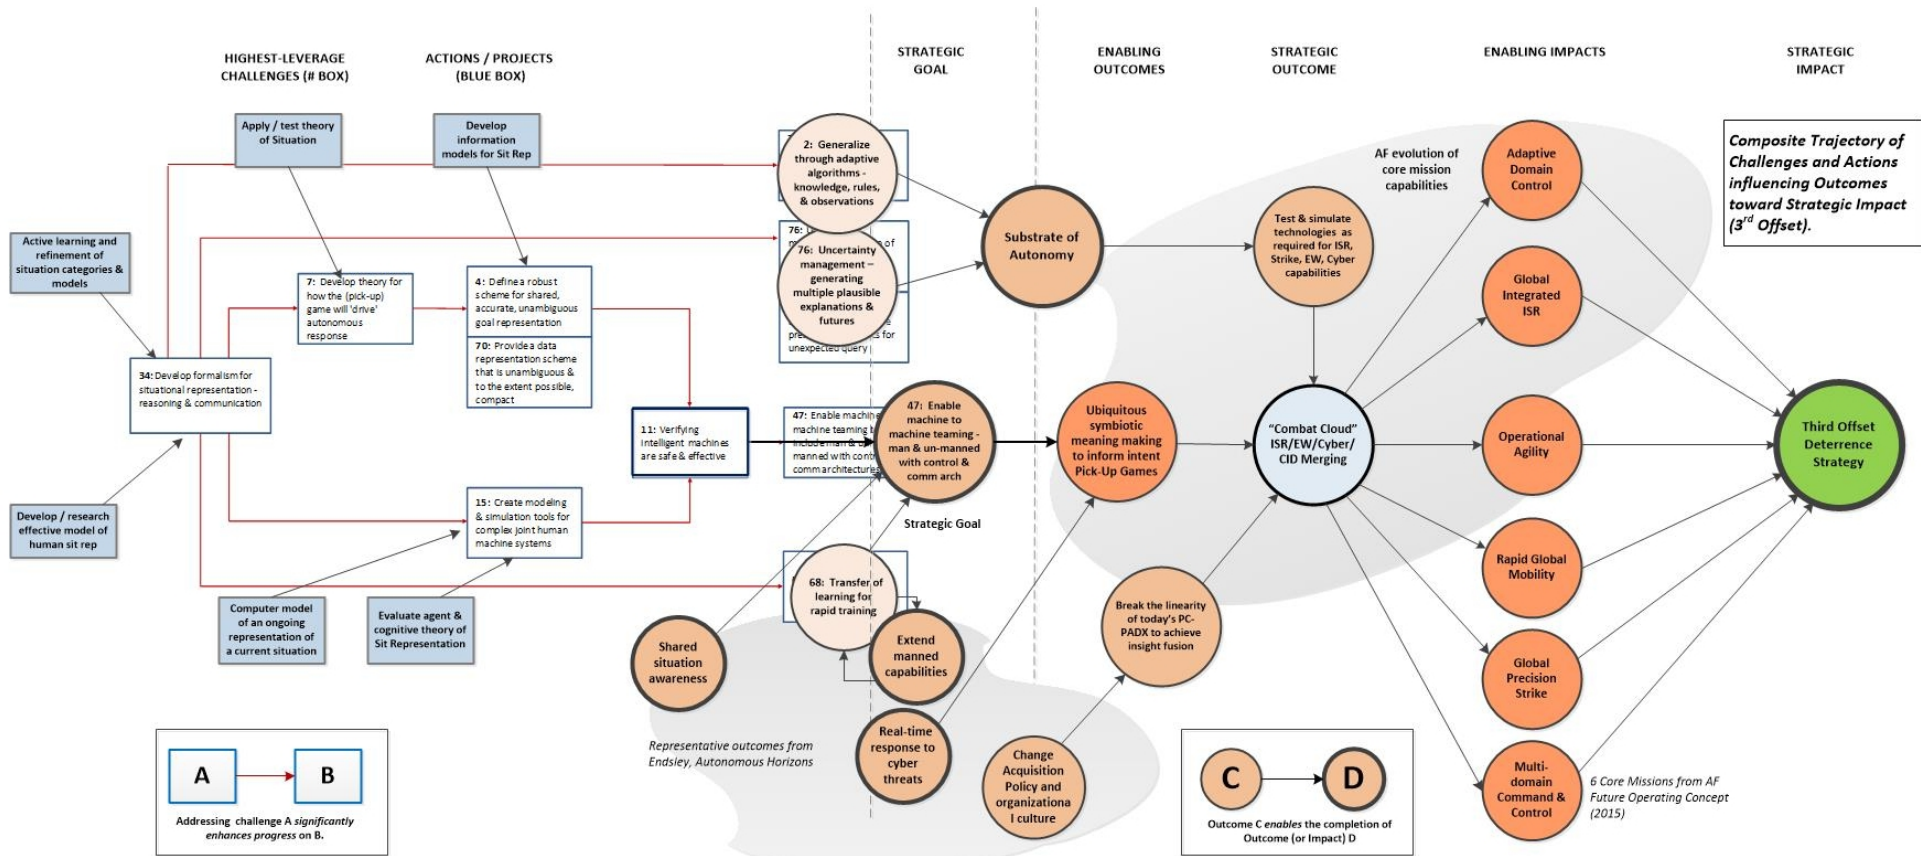 HIGHEST-LEVERAGE
CHALLENGES (# BOX)
ACTIONS / PROJECTS
(BLUE BOX)
STRATEGIC
GOAL
ENABLING
OUTCOMES
STRATEGIC
OUTCOME
ENABLING IMPACTS
STRATEGIC
IMPACT
Apply / test theory
of Situation
Develop
information
models for Sit Rep
Active learning and
refinement of
situation categories &
models
7: Develop theory for
how the (pick-up)
game will 'drive'
autonomous
response
4: Define a robust
scheme for shared,
accurate, unambiguous
goal representation
70: Provide a data
representation scheme
that is unambiguous &
to the extent possible,
compact
34: Develop formalism for
situational representation -
reasoning & communication
11: Verifying
intelligent machines
are safe & effective
15: Create modeling
& simulation tools for
complex joint human
machine systems
Develop / research
effective model of
human sit rep
Computer model
of an ongoing
representation of
a current situation
Evaluate agent &
cognitive theory of
Sit Representation
2: Generalize
through adaptive
algorithms -
knowledge, rules,
& observations
76:
of
76: Uncertainty
management –
generating
multiple plausible
explanations &
futures
for
unexpected query
47: Enable machine
machine teaming
include man &
manned with
comm architectures
47: Enable
machine to
machine teaming -
man & un-manned
with control &
comm arch
Strategic Goal
68: Transfer of
learning for
rapid training
Shared
situation
awareness
Extend
manned
capabilities
Real-time
response to
cyber
threats
Representative outcomes from
Endsley, Autonomous Horizons
Substrate of
Autonomy
Ubiquitous
symbiotic
meaning making
to inform intent
Pick-Up Games
Break the linearity
of today's PC-
PADX to achieve
insight fusion
Change
Acquisition
Policy and
organizationa
l culture
Test & simulate
technologies as
required for ISR,
Strike, EW, Cyber
capabilities
"Combat Cloud"
ISR/EW/Cyber/
CID Merging
AF evolution of
core mission
capabilities
Adaptive
Domain
Control
Global
Integrated
ISR
Operational
Agility
Rapid Global
Mobility
Global
Precision
Strike
Multi-
domain
Command &
Control
6 Core Missions from AF
Future Operating Concept
(2015)
Third Offset
Deterrence
Strategy
Composite Trajectory of
Challenges and Actions
influencing Outcomes
toward Strategic Impact
(3rd Offset).
A
B
Addressing challenge A significantly
enhances progress on B.
C
D
Outcome C enables the completion of
Outcome (or Impact) D